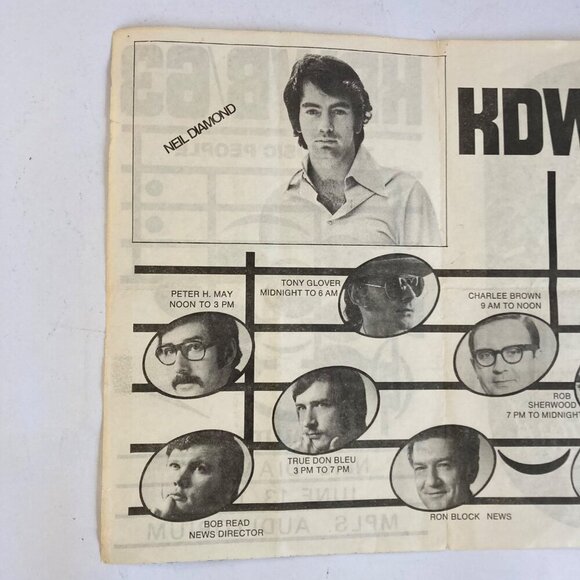 NEIL DIAMOND
KDW
TONY GLOVER
MIDNIGHT TO 6 AM
PETER H. MAY
NOON TO 3 PM
CHARLEE BROWN
9 AM TO NOON
ROB
SHERWOOD
7 PM TO MIDNIGHT
TRUE DON BLEU
3 PM TO 7 PM
RON BLOCK NEWS
BOB READ
NEWS DIRECTOR